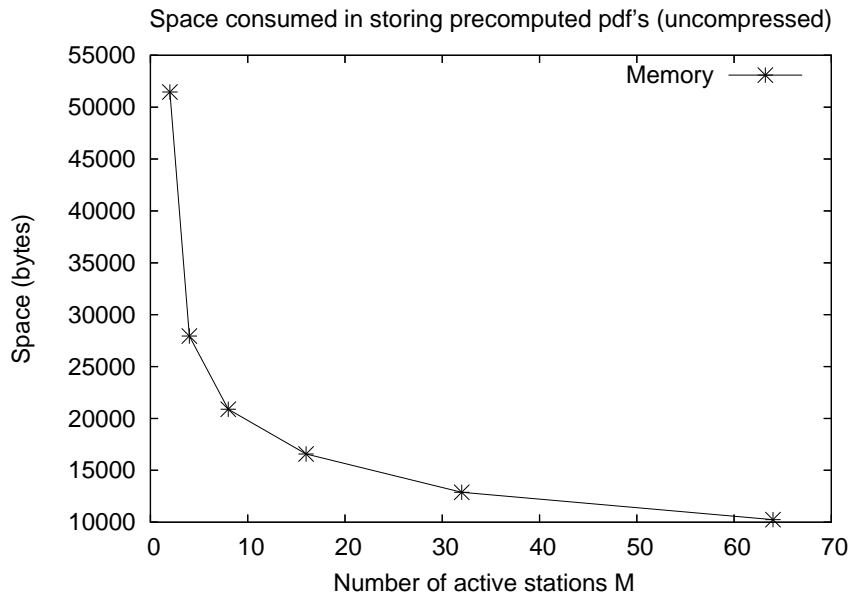 Space consumed in storing precomputed pdf's (uncompressed)
55000
50000
45000
40000
35000
30000
25000
20000
15000
10000
Space (bytes)
Memory
0 10 20 30 40 50 60 70
Number of active stations M